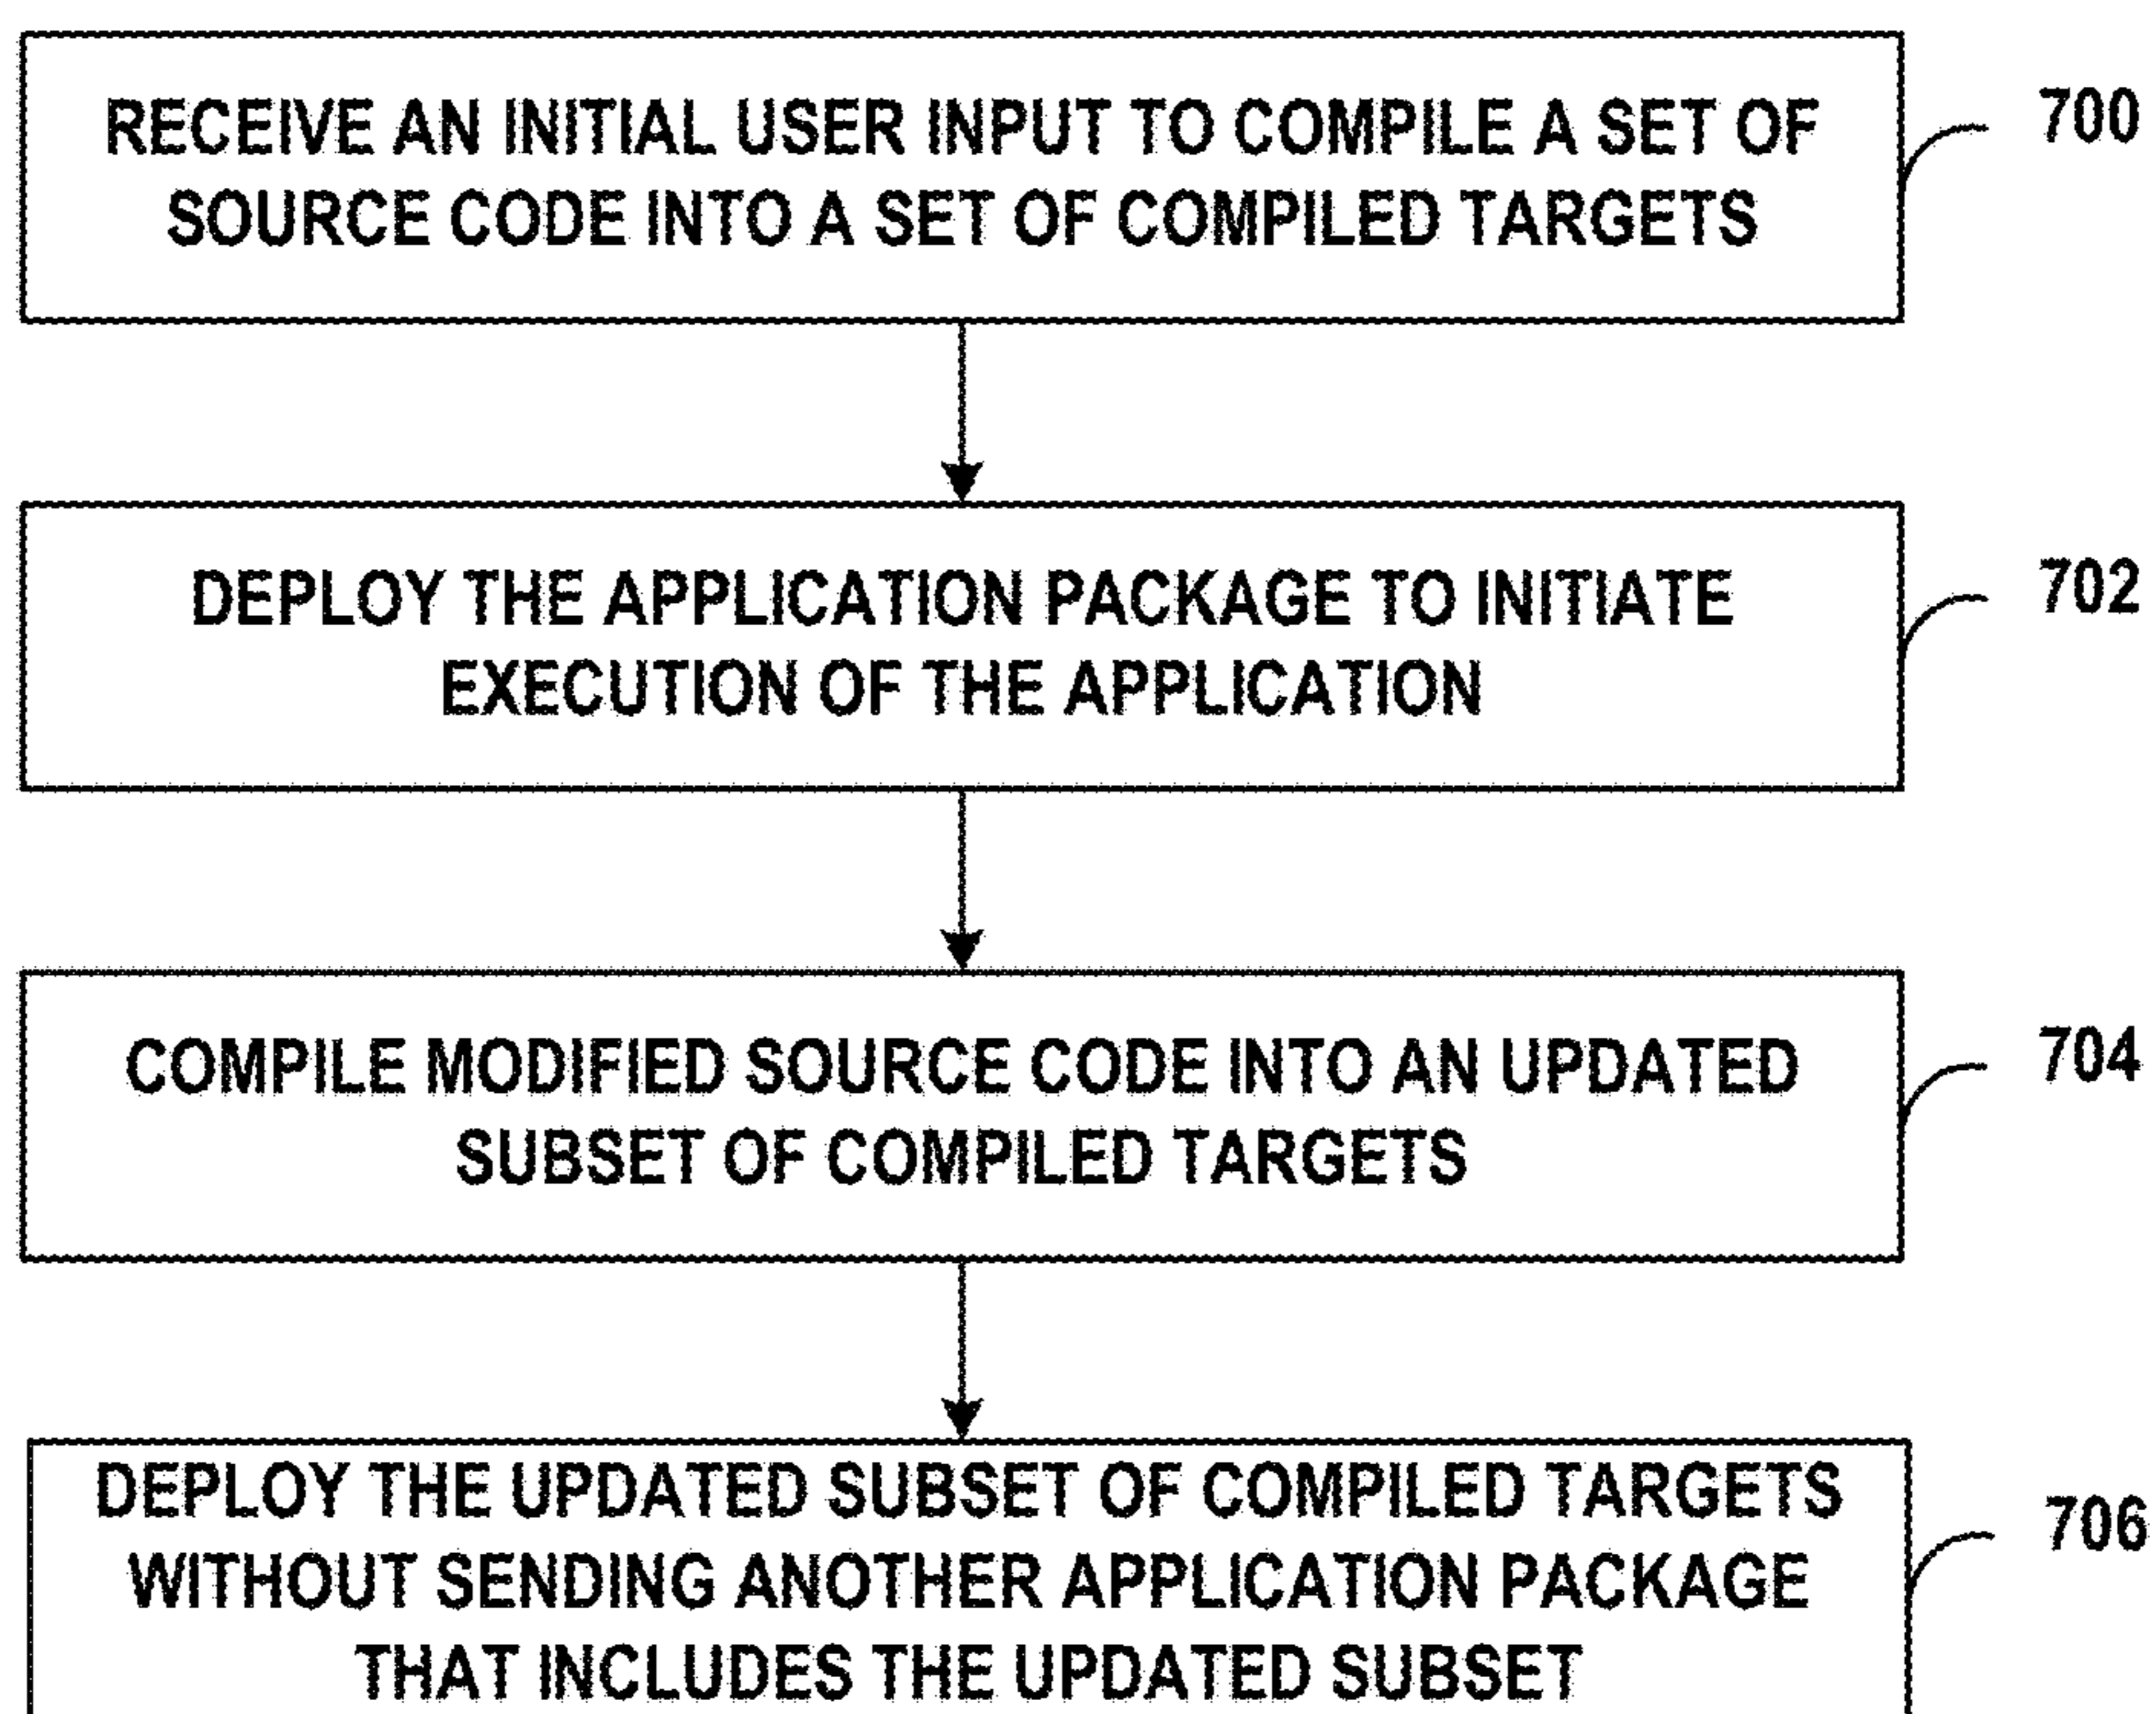 RECEIVE AN INITIAL USER INPUT TO COMPILE A SET OF
SOURCE CODE INTO A SET OF COMPILED TARGETS
700
DEPLOY THE APPLICATION PACKAGE TO INITIATE
EXECUTION OF THE APPLICATION
702
COMPILE MODIFIED SOURCE CODE INTO AN UPDATED
SUBSET OF COMPILED TARGETS
704
DEPLOY THE UPDATED SUBSET OF COMPILED TARGETS
WITHOUT SENDING ANOTHER APPLICATION PACKAGE
THAT INCLUDES THE UPDATED SUBSET
706